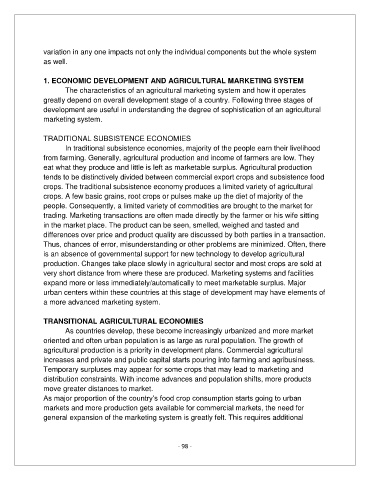 variation in any one impacts not only the individual components but the whole system
as well.
1. ECONOMIC DEVELOPMENT AND AGRICULTURAL MARKETING SYSTEM
The characteristics of an agricultural marketing system and how it operates
greatly depend on overall development stage of a country. Following three stages of
development are useful in understanding the degree of sophistication of an agricultural
marketing system.
TRADITIONAL SUBSISTENCE ECONOMIES
In traditional subsistence economies, majority of the people earn their livelihood
from farming. Generally, agricultural production and income of farmers are low. They
eat what they produce and little is left as marketable surplus. Agricultural production
tends to be distinctively divided between commercial export crops and subsistence food
crops. The traditional subsistence economy produces a limited variety of agricultural
crops. A few basic grains, root crops or pulses make up the diet of majority of the
people. Consequently, a limited variety of commodities are brought to the market for
trading. Marketing transactions are often made directly by the farmer or his wife sitting
in the market place. The product can be seen, smelled, weighed and tasted and
differences over price and product quality are discussed by both parties in a transaction.
Thus, chances of error, misunderstanding or other problems are minimized. Often, there
is an absence of governmental support for new technology to develop agricultural
production. Changes take place slowly in agricultural sector and most crops are sold at
very short distance from where these are produced. Marketing systems and facilities
expand more or less immediately/automatically to meet marketable surplus. Major
urban centers within these countries at this stage of development may have elements of
a more advanced marketing system.
TRANSITIONAL AGRICULTURAL ECONOMIES
As countries develop, these become increasingly urbanized and more market
oriented and often urban population is as large as rural population. The growth of
agricultural production is a priority in development plans. Commercial agricultural
increases and private and public capital starts pouring into farming and agribusiness.
Temporary surpluses may appear for some crops that may lead to marketing and
distribution constraints. With income advances and population shifts, more products
move greater distances to market.
As major proportion of the country's food crop consumption starts going to urban
markets and more production gets available for commercial markets, the need for
general expansion of the marketing system is greatly felt. This requires additional
- 98 -